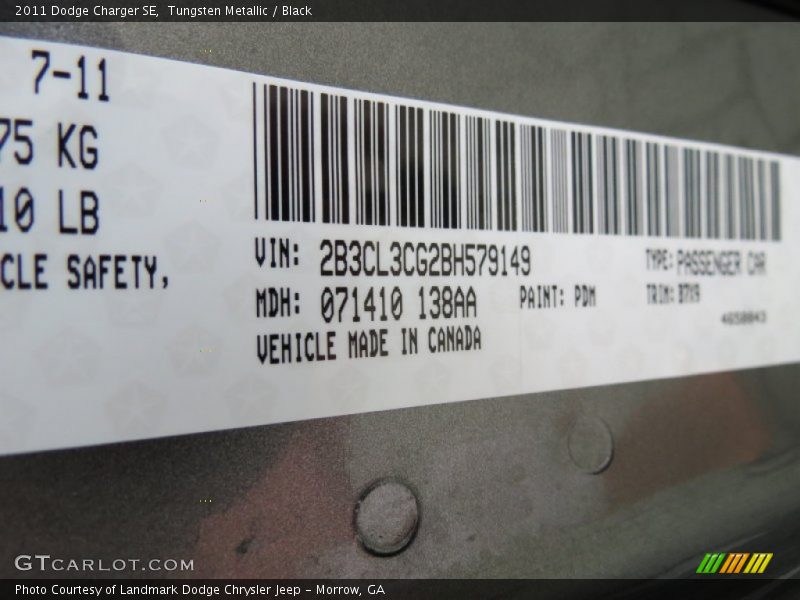 2011 Dodge Charger SE, Tungsten Metallic / Black
7-11
75 KG
10 LB
CLE SAFETY,
VIN: 2B3CL3CG2BH579149
TYPE: PASSENGER CAR
MDH: 071410 138AA
PAINT: PDM
TRIM: B7X9
VEHICLE MADE IN CANADA
GTCARLOT.COM
Photo Courtesy of Landmark Dodge Chrysler Jeep - Morrow, GA